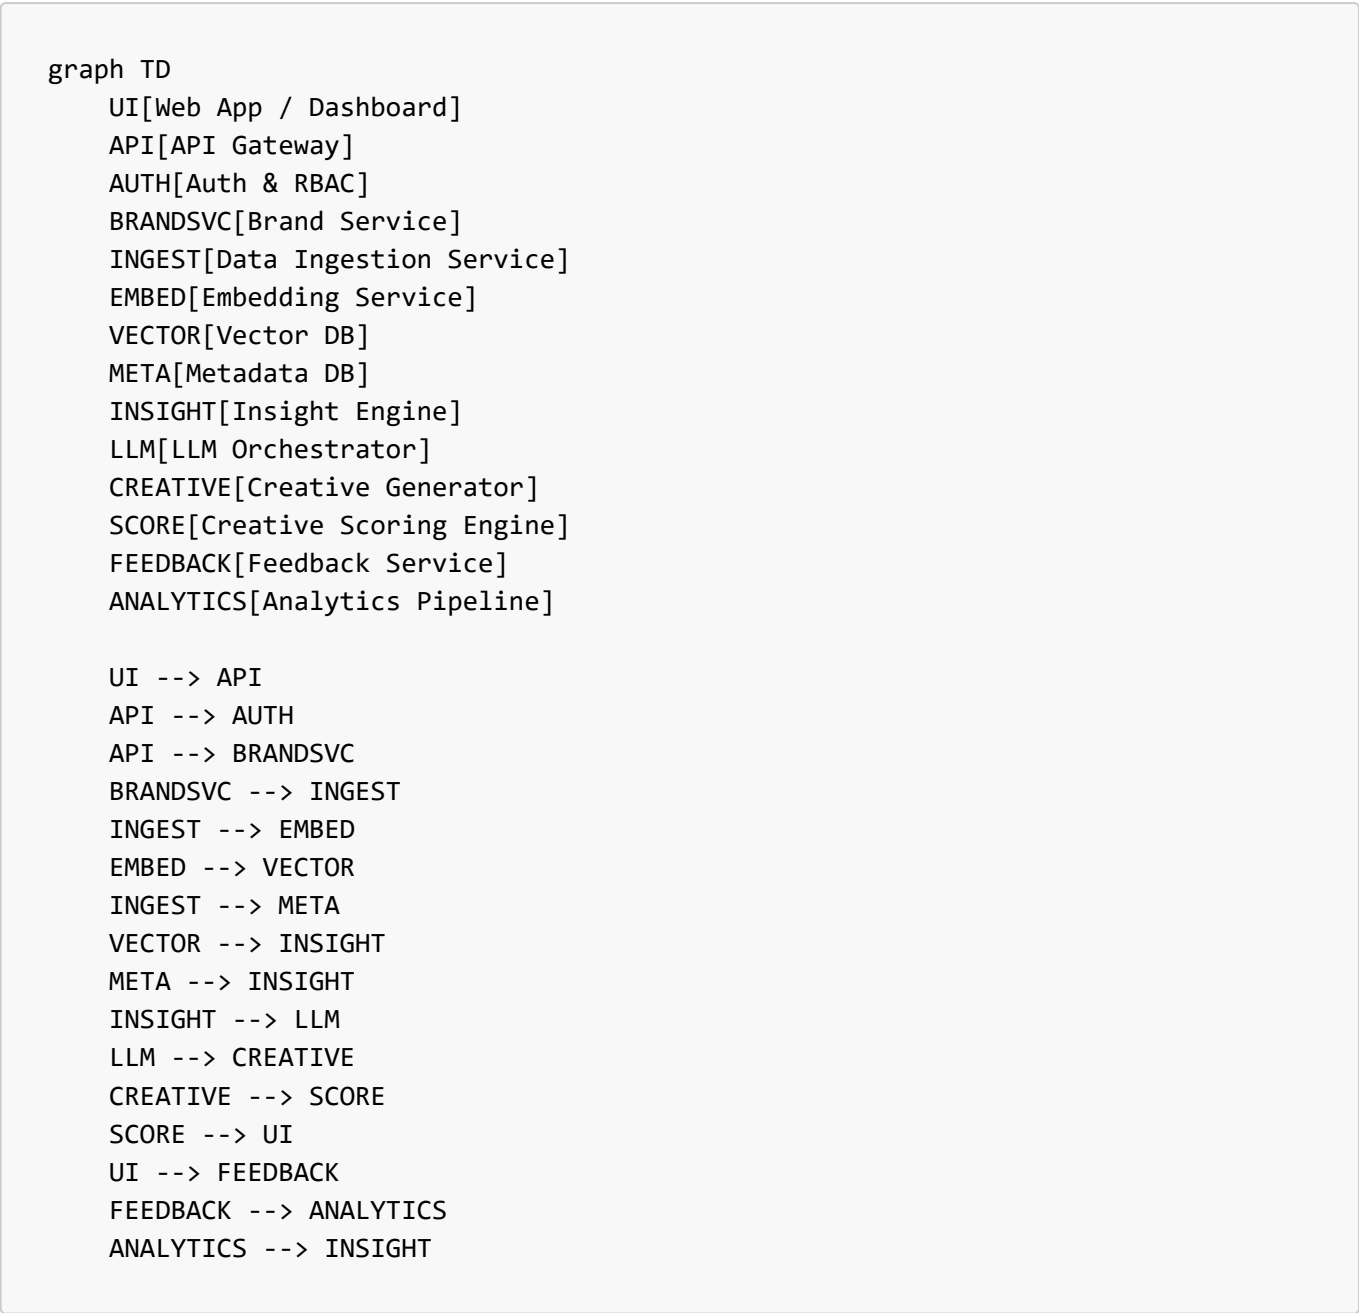 graph TD
    UI[Web App / Dashboard]
    API[API Gateway]
    AUTH[Auth & RBAC]
    BRANDSVC[Brand Service]
    INGEST[Data Ingestion Service]
    EMBED[Embedding Service]
    VECTOR[Vector DB]
    META[Metadata DB]
    INSIGHT[Insight Engine]
    LLM[LLM Orchestrator]
    CREATIVE[Creative Generator]
    SCORE[Creative Scoring Engine]
    FEEDBACK[Feedback Service]
    ANALYTICS[Analytics Pipeline]

    UI --> API
    API --> AUTH
    API --> BRANDSVC
    BRANDSVC --> INGEST
    INGEST --> EMBED
    EMBED --> VECTOR
    INGEST --> META
    VECTOR --> INSIGHT
    META --> INSIGHT
    INSIGHT --> LLM
    LLM --> CREATIVE
    CREATIVE --> SCORE
    SCORE --> UI
    UI --> FEEDBACK
    FEEDBACK --> ANALYTICS
    ANALYTICS --> INSIGHT